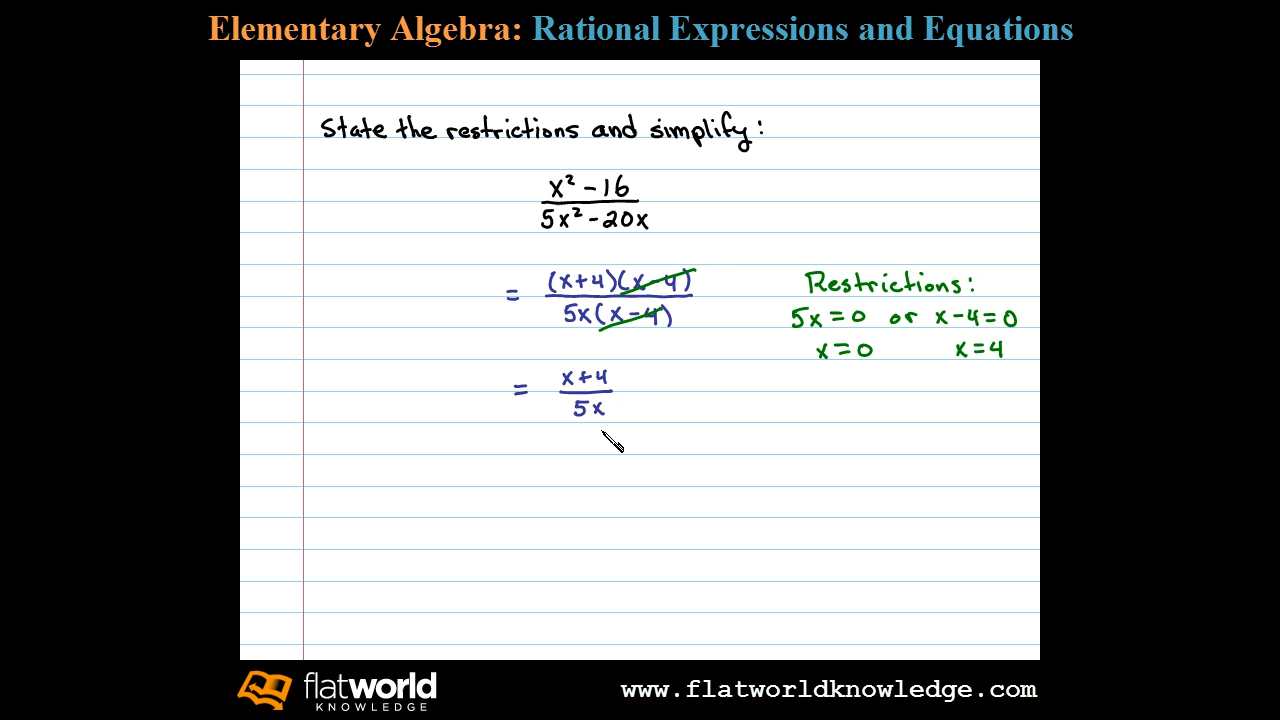 Elementary Algebra: Rational Expressions and Equations
State the restrictions and simplify:
x² - 16
5x² - 20x
= (x+4)(x-4)
5x(x-4)
Restrictions:
5x = 0 or x-4=0
x=0 x=4
= x+4
5x
flatworld
KNOWLEDGE
www.flatworldknowledge.com